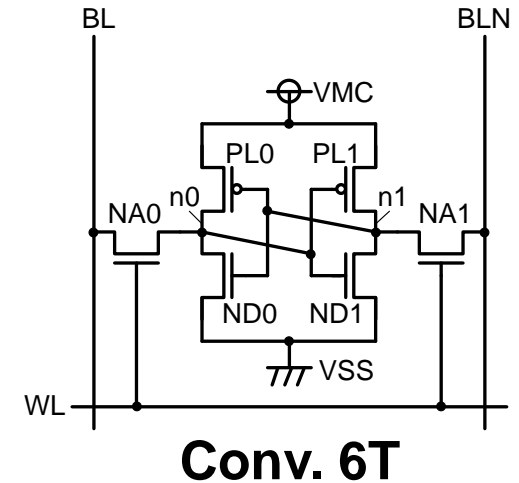 BL BLN
VMC
PL0 PL1
n0 n1
NA0 NA1
ND0 ND1
VSS
WL
Conv. 6T